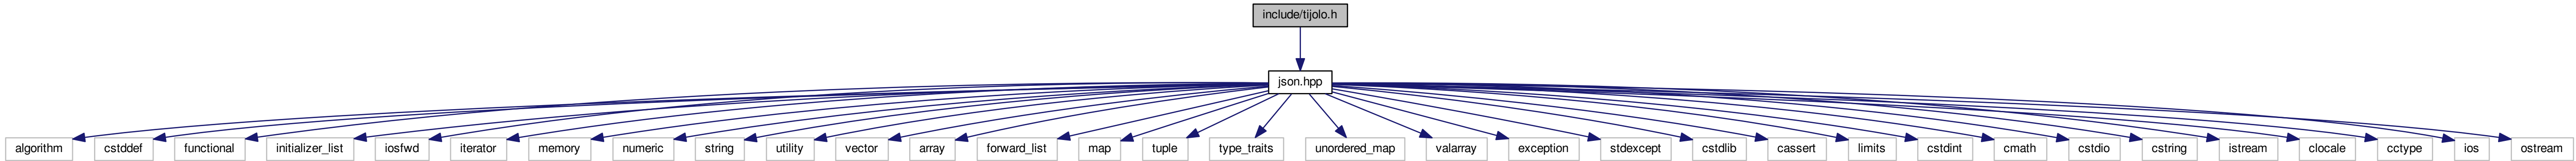 include/tijolo.h
json.hpp
algorithm
cstddef
functional
initializer_list
iosfwd
iterator
memory
numeric
string
utility
vector
array
forward_list
map
tuple
type_traits
unordered_map
valarray
exception
stdexcept
cstdlib
cassert
limits
cstdint
cmath
cstdio
cstring
istream
clocale
cctype
ios
ostream